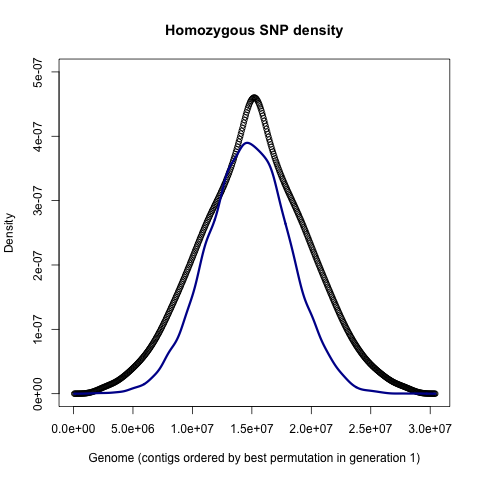 Homozygous SNP density
Density
5e-07
4e-07
3e-07
2e-07
1e-07
0e+00
0.0e+00 5.0e+06 1.0e+07 1.5e+07 2.0e+07 2.5e+07 3.0e+07
Genome (contigs ordered by best permutation in generation 1)